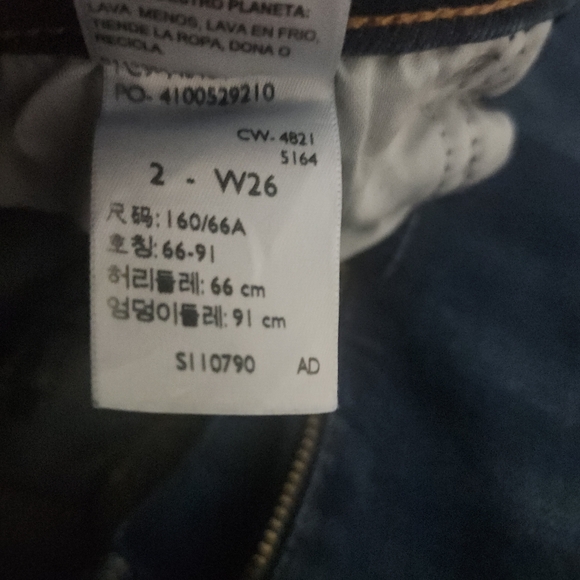 STRO PLANETA:
LAVA MENOS, LAVA EN FRIO,
TIENDE LA ROPA, DONA O
RECICLA.
PO- 4100529210
CW- 4821
5164
2 - W26
尺码: 160/66A
호칭: 66-91
허리둘레: 66 cm
엉덩이둘레: 91 cm
S110790 AD